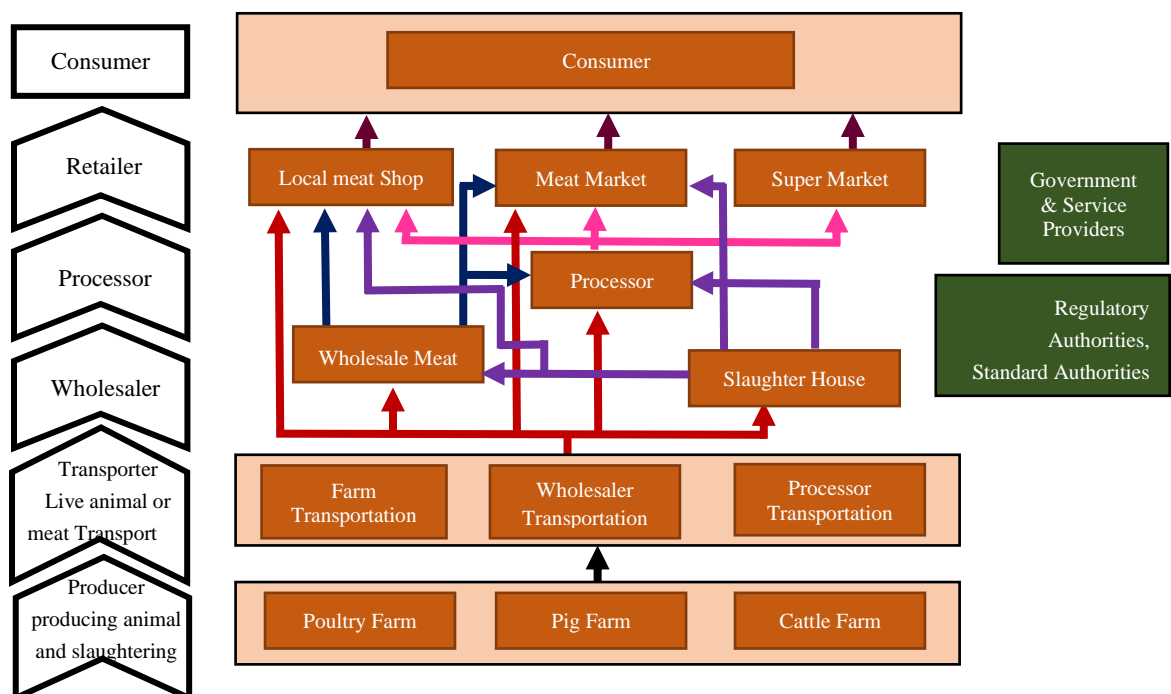 Consumer
Consumer
Retailer
Local meat Shop
Meat Market
Super Market
Government
& Service
Providers
Processor
Processor
Regulatory
Authorities,
Standard Authorities
Wholesaler
Wholesale Meat
Slaughter House
Transporter
Live animal or
meat Transport
Farm
Transportation
Wholesaler
Transportation
Processor
Transportation
Producer
producing animal
and slaughtering
Poultry Farm
Pig Farm
Cattle Farm